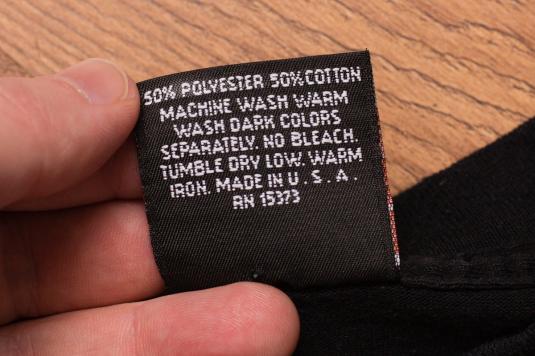 50% POLYESTER 50% COTTON
MACHINE WASH WARM
WASH DARK COLORS
SEPARATELY. NO BLEACH.
TUMBLE DRY LOW. WARM
IRON. MADE IN U.S.A.
RN 15373